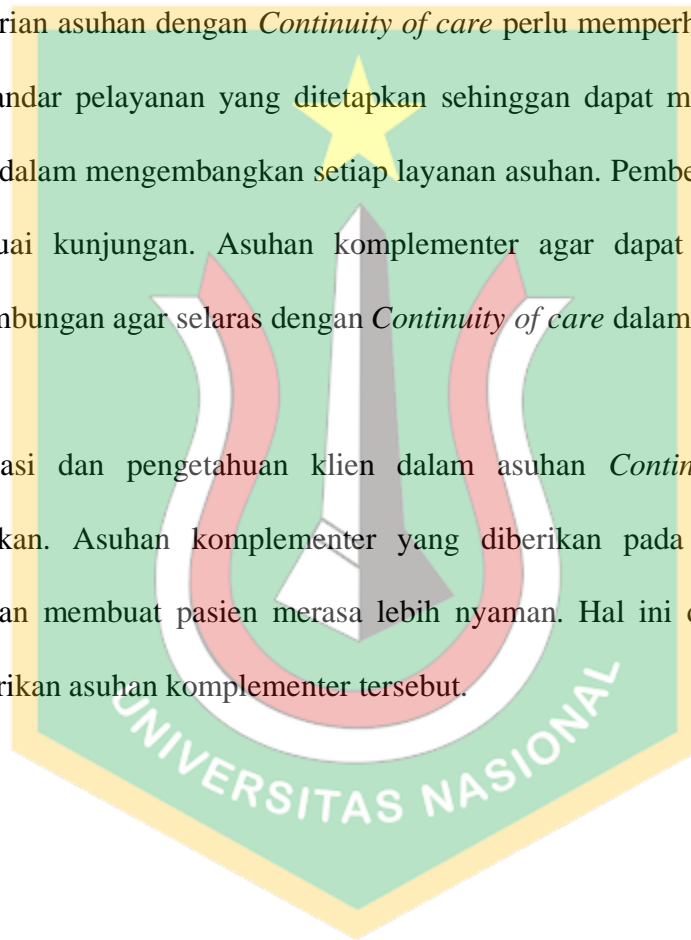 rian asuhan dengan Continuity of care perlu memperh
andar pelayanan yang ditetapkan sehinggan dapat m
dalam mengembangkan setiap layanan asuhan. Pembe
uai kunjungan. Asuhan komplementer agar dapat
mbungan agar selaras dengan Continuity of care dalam
asi dan pengetahuan klien dalam asuhan Contin
kan. Asuhan komplementer yang diberikan pada
an membuat pasien merasa lebih nyaman. Hal ini
rikan asuhan komplementer tersebut.
UNIVERSITAS NASIONAL